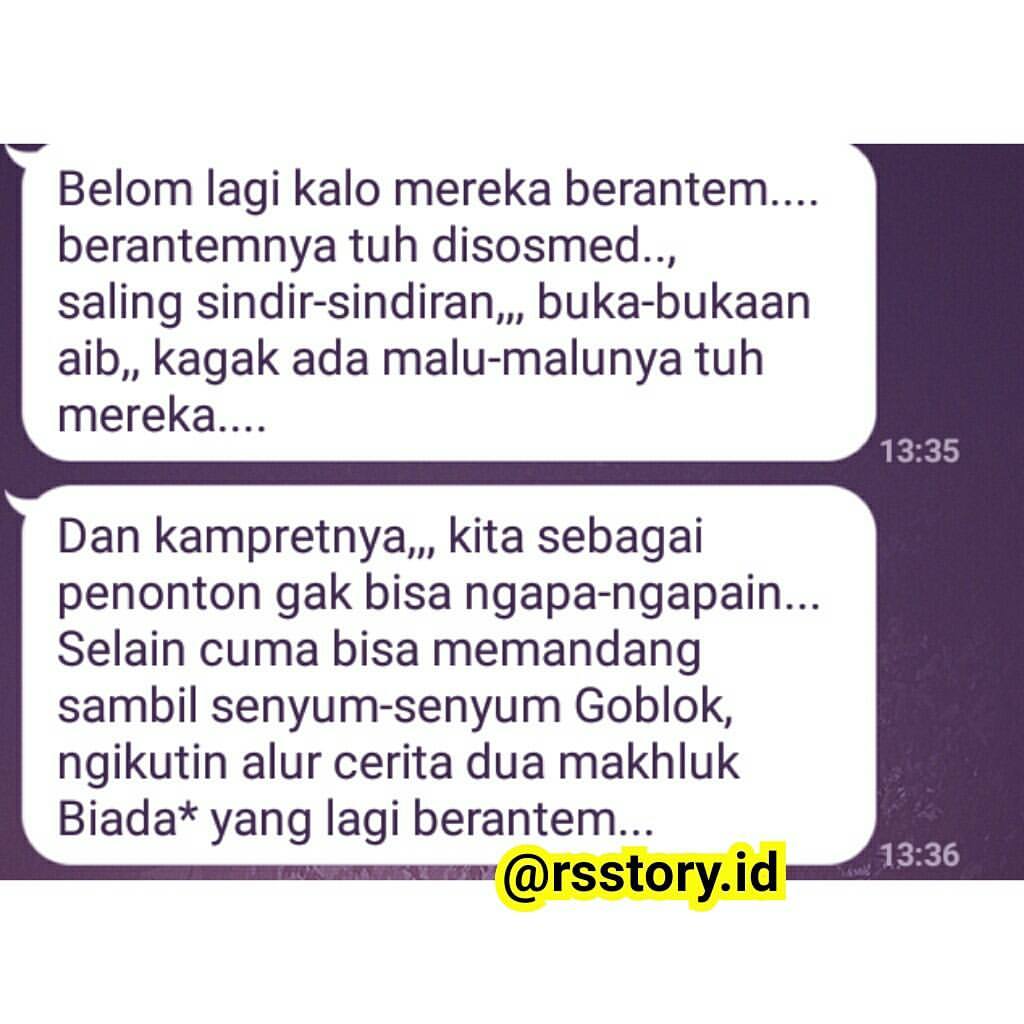 Belom lagi kalo mereka berantem....
berantemnya tuh disosmed..,
saling sindir-sindiran,,, buka-bukaan
aib,, kagak ada malu-malunya tuh
mereka....
13:35
Dan kampretnya,,, kita sebagai
penonton gak bisa ngapa-ngapain...
Selain cuma bisa memandang
sambil senyum-senyum Goblok,
ngikutin alur cerita dua makhluk
Biada* yang lagi berantem...
13:36
@rsstory.id